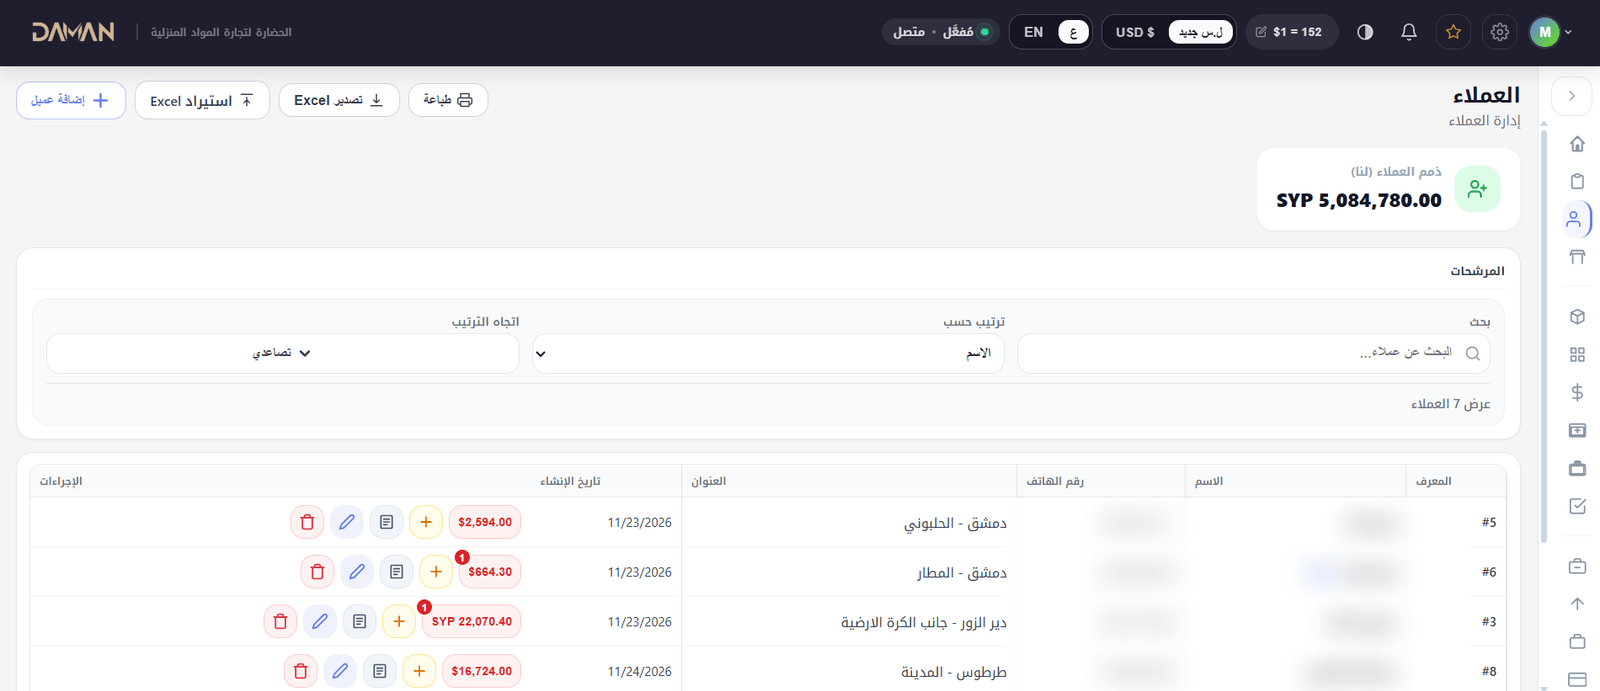 DAMAN
الحضارة لتجارة المواد المنزلية
مُفعَّل • متصل
EN ع
USD $ ل.س جديد
$1 = 152
M
العملاء
إدارة العملاء
إضافة عميل
استيراد Excel
تصدير Excel
طباعة
ذمم العملاء (لنا)
SYP 5,084,780.00
المرشحات
بحث
ترتيب حسب
اتجاه الترتيب
البحث عن عملاء...
الاسم
تصاعدي
عرض 7 العملاء
المعرف الاسم رقم الهاتف العنوان تاريخ الإنشاء الإجراءات
#5 دمشق - الحلبوني 11/23/2026 $2,594.00
#6 دمشق - المطار 11/23/2026 $664.30 1
#3 دير الزور - جانب الكرة الارضية 11/23/2026 SYP 22,070.40 1
#8 طرطوس - المدينة 11/24/2026 $16,724.00